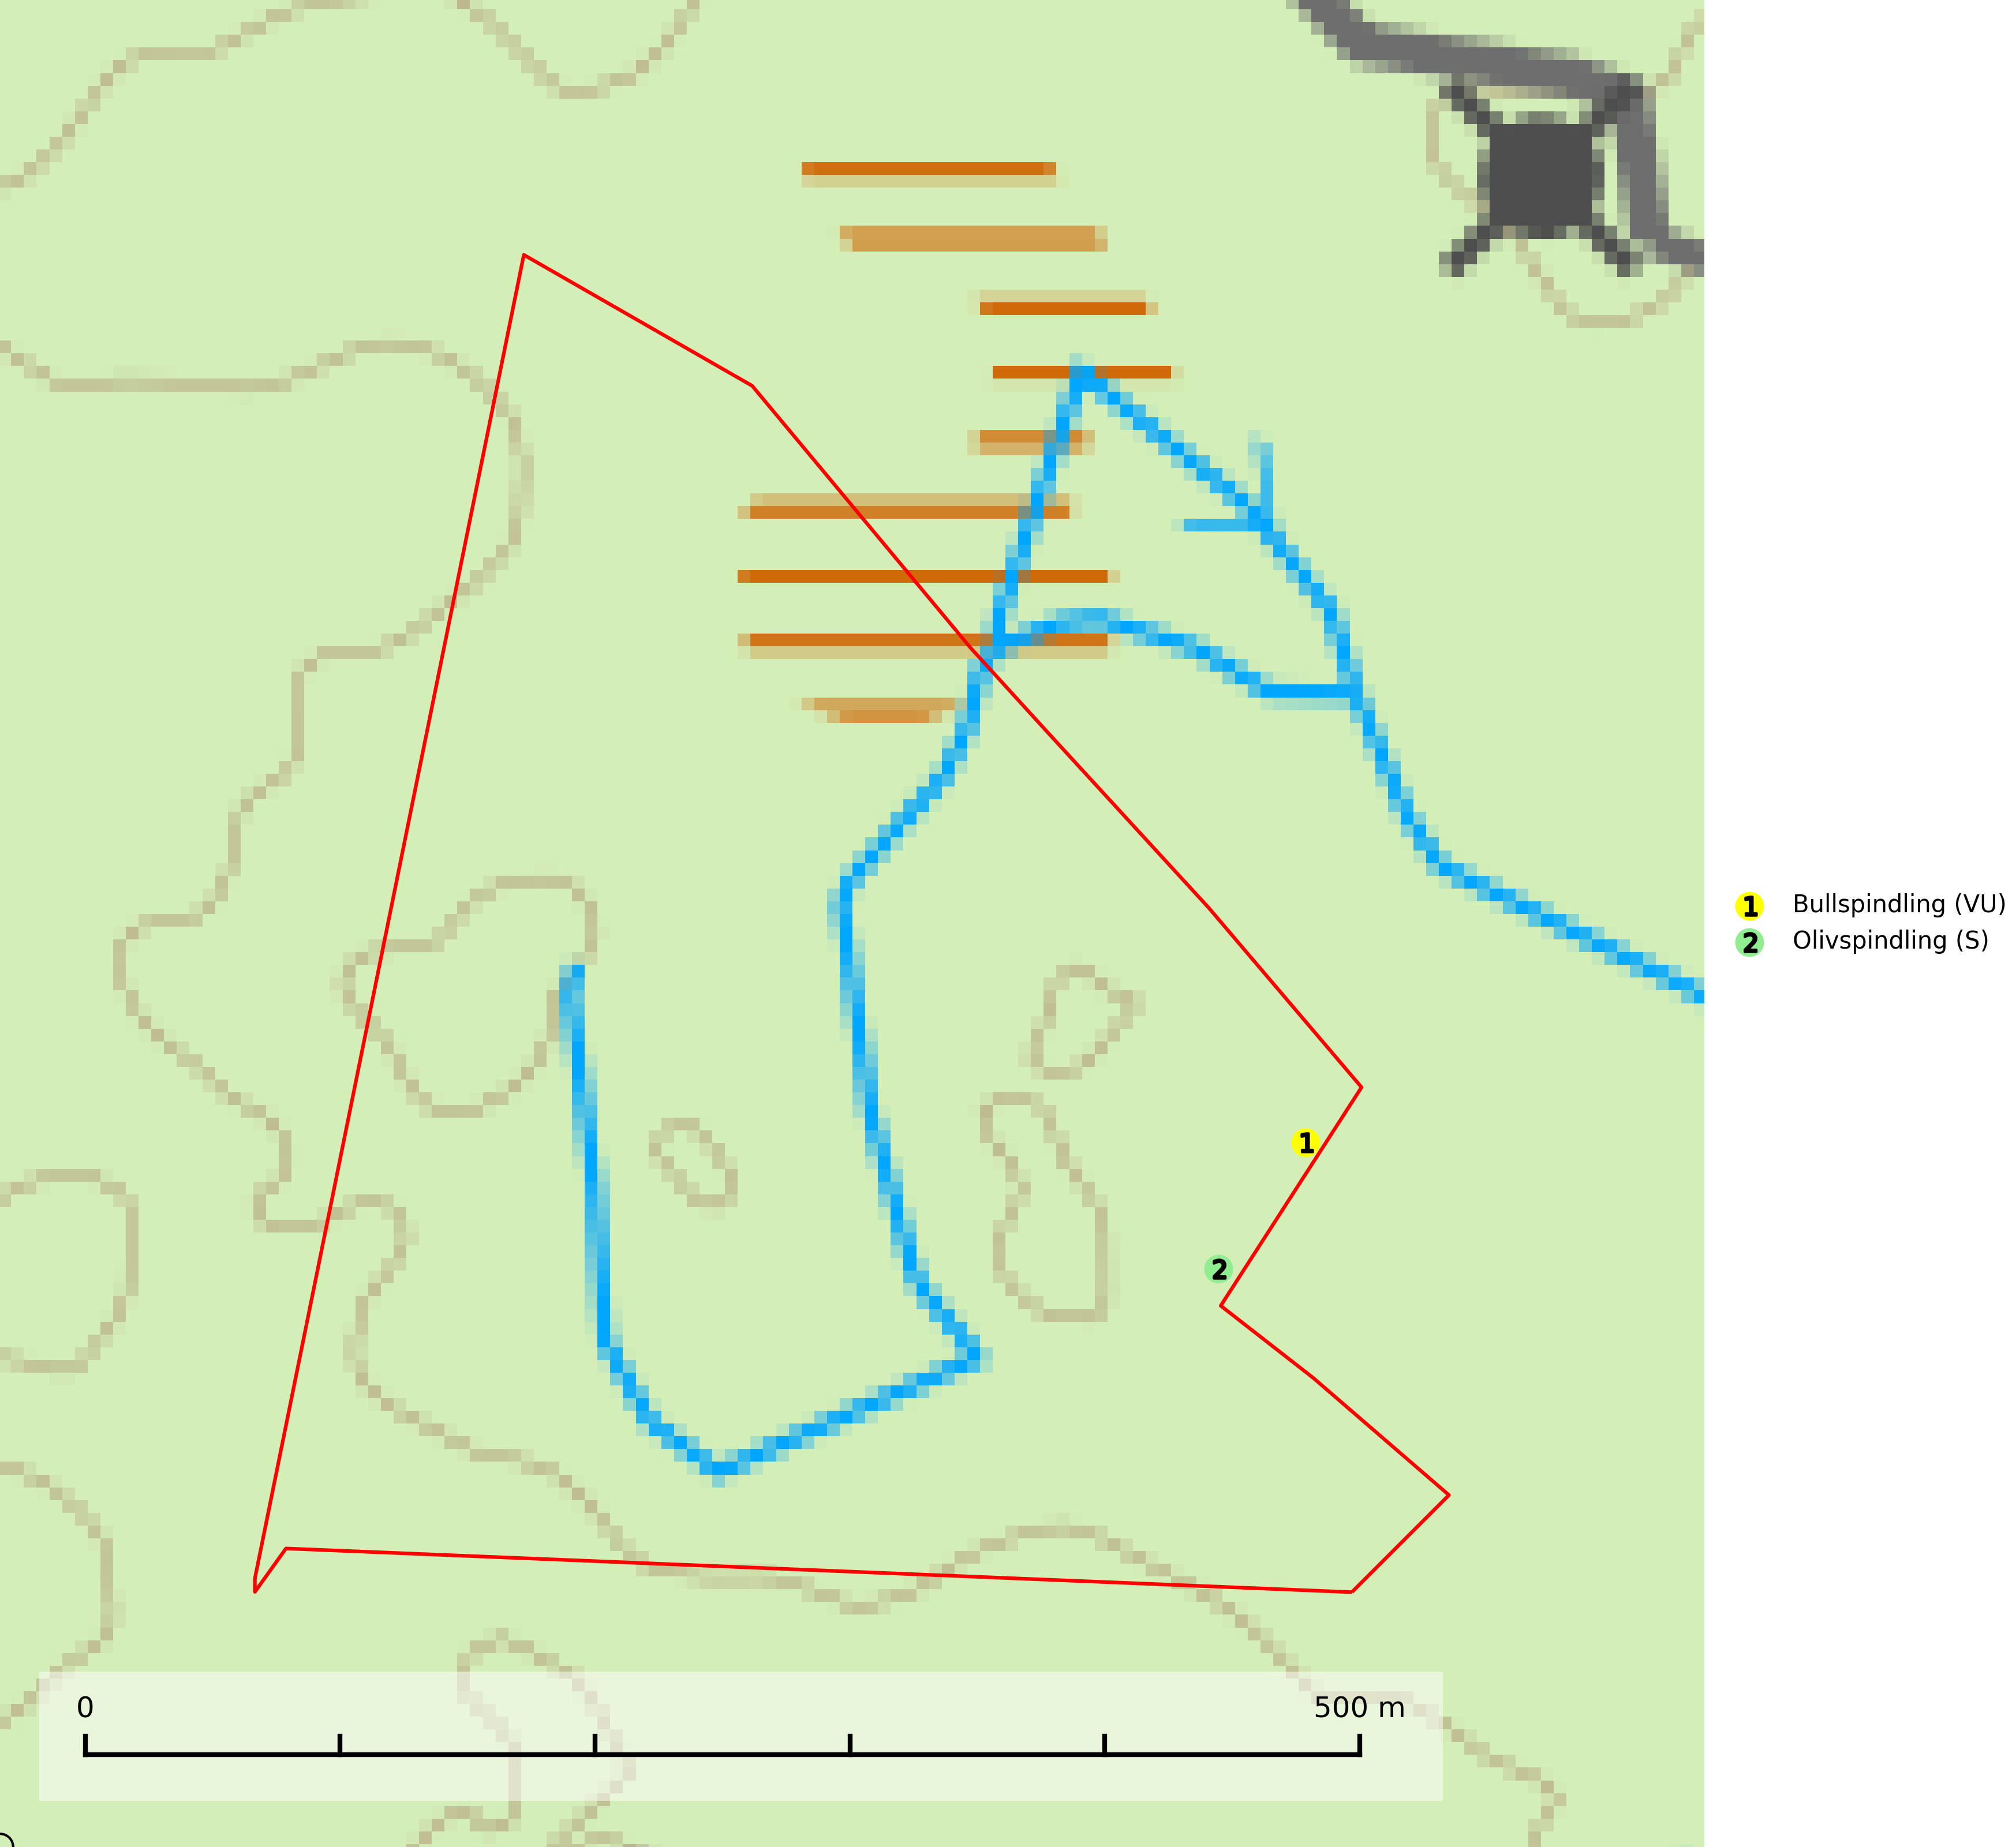 1 Bullspindling (VU)
2 Olivspindling (S)
1
2
0 500 m